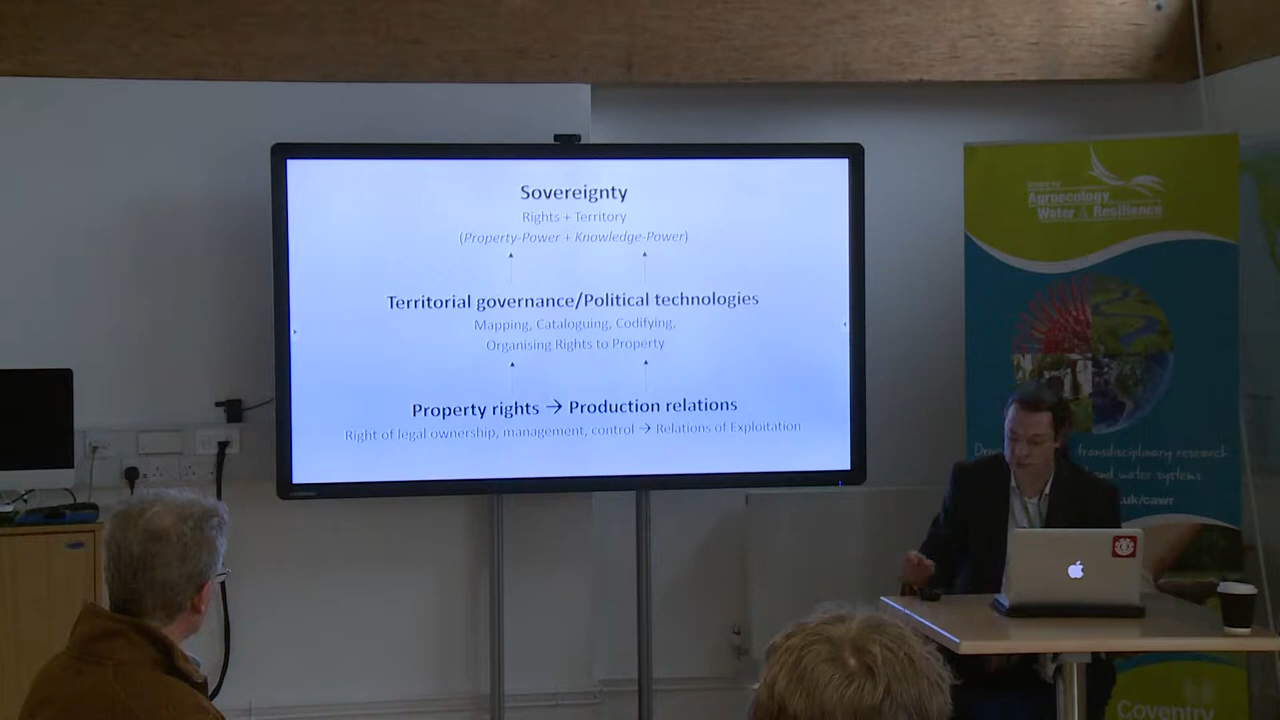 Sovereignty
Rights + Territory
(Property-Power + Knowledge-Power)
Territorial governance/Political technologies
Mapping, Cataloguing, Codifying,
Organising Rights to Property
Property rights → Production relations
Right of legal ownership, management, control → Relations of Exploitation
Centre for
Agroecology
Water & Resilience
transdisciplinary research
and water systems
.uk/cawr
Coventry